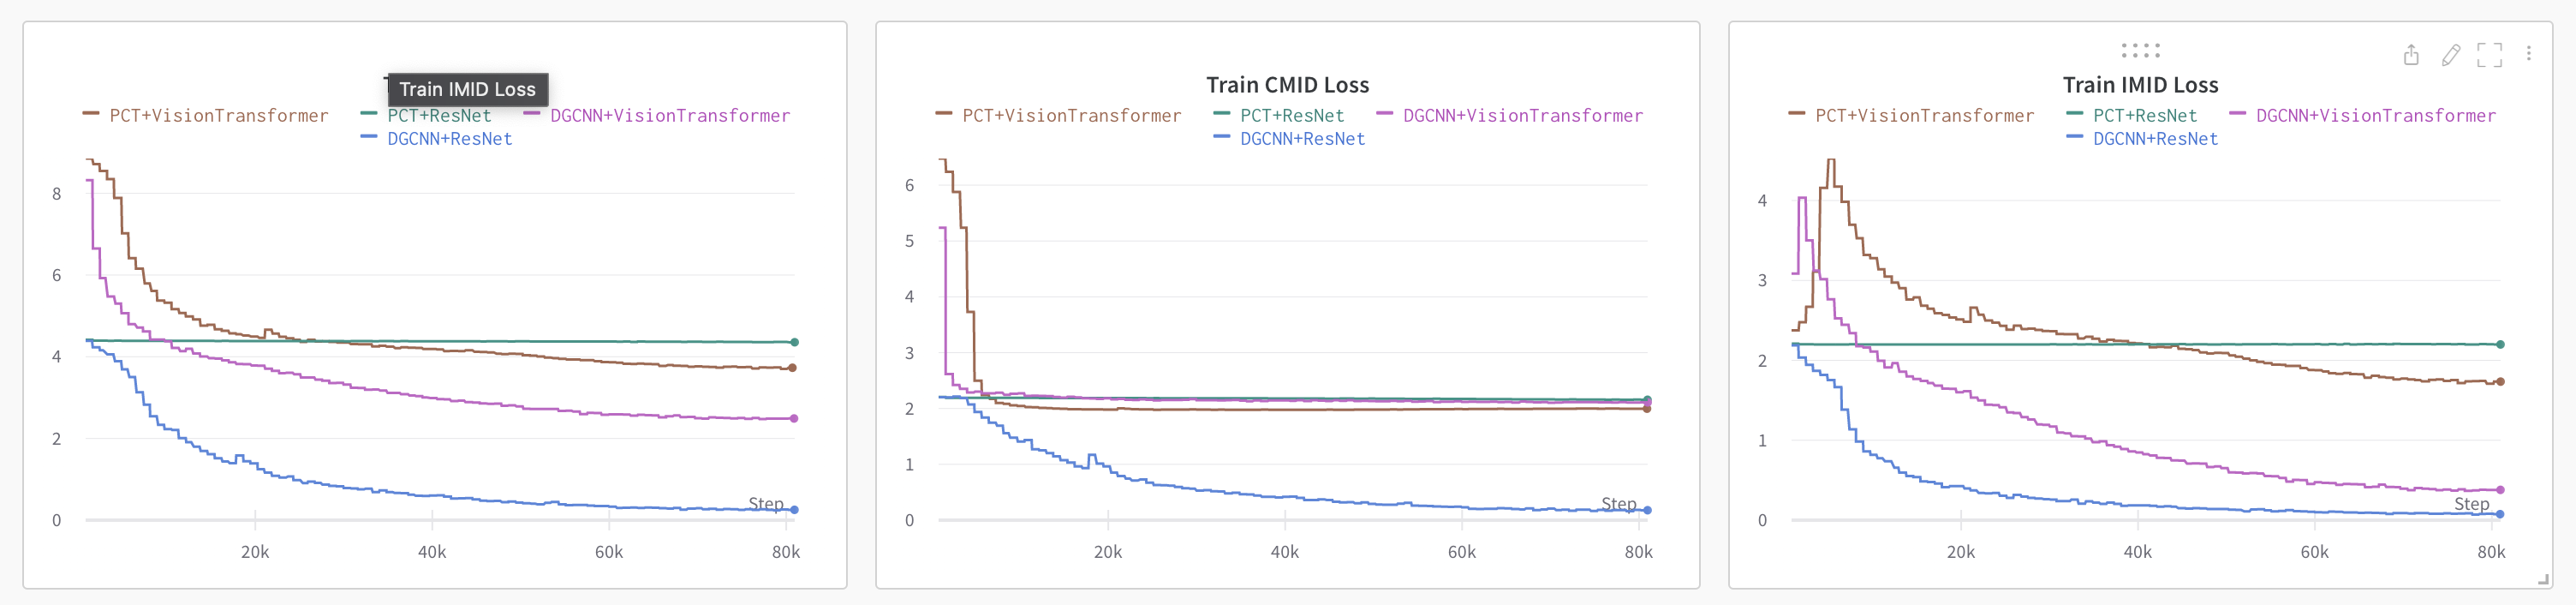 Train IMID Loss
PCT+VisionTransformer PCT+ResNet DGCNN+VisionTransformer
DGCNN+ResNet
8
6
4
2
0
Step
20k 40k 60k 80k
Train CMID Loss
PCT+VisionTransformer PCT+ResNet DGCNN+VisionTransformer
DGCNN+ResNet
6
5
4
3
2
1
0
Step
20k 40k 60k 80k
Train IMID Loss
PCT+VisionTransformer PCT+ResNet DGCNN+VisionTransformer
DGCNN+ResNet
4
3
2
1
0
Step
20k 40k 60k 80k